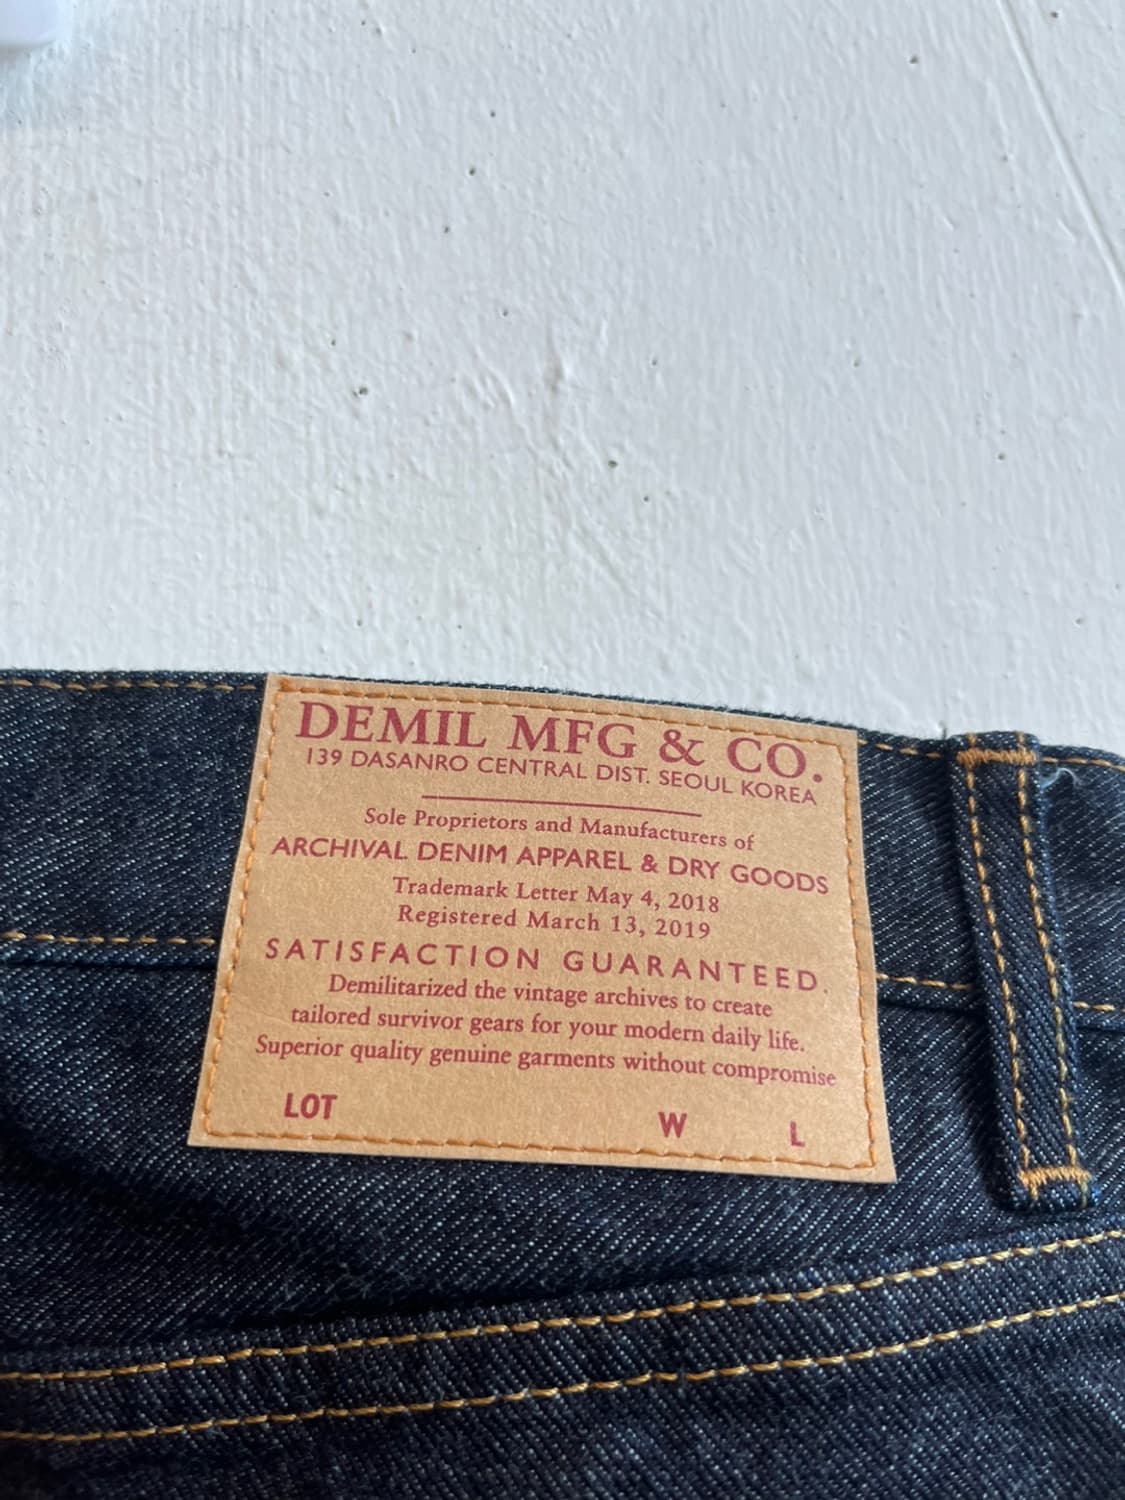 DEMIL MFG & CO.
139 DASANRO CENTRAL DIST. SEOUL KOREA
Sole Proprietors and Manufacturers of
ARCHIVAL DENIM APPAREL & DRY GOODS
Trademark Letter May 4, 2018
Registered March 13, 2019
SATISFACTION GUARANTEED.
Demilitarized the vintage archives to create
tailored survivor gears for your modern daily life.
Superior quality genuine garments without compromise
LOT W L